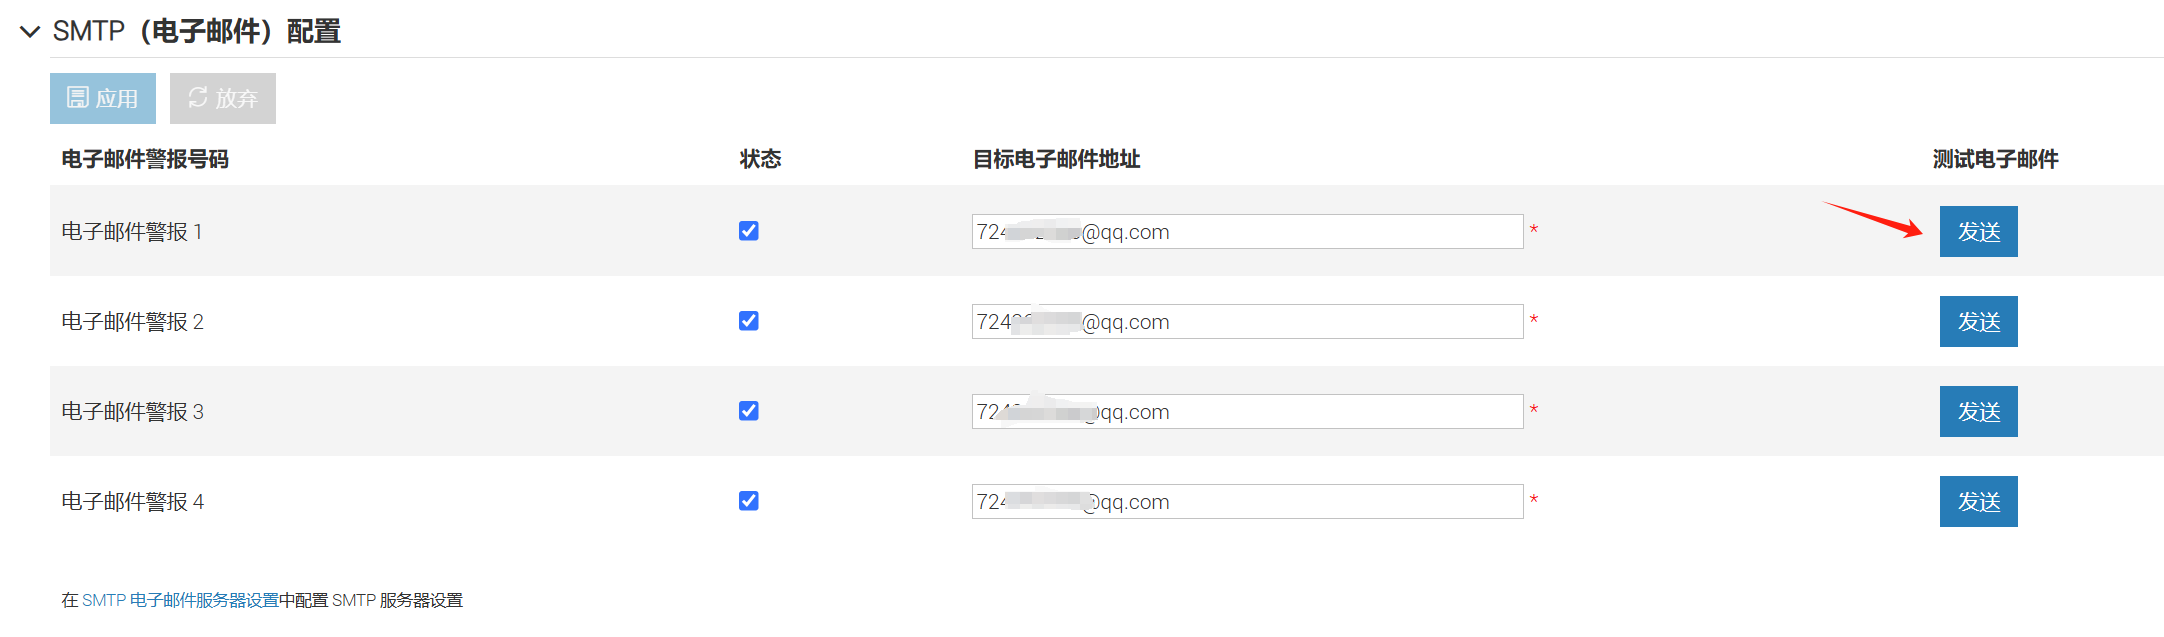 SMTP（电子邮件）配置
应用 放弃
电子邮件警报号码 状态 目标电子邮件地址 测试电子邮件
电子邮件警报 1 724 @qq.com * 发送
电子邮件警报 2 724 @qq.com * 发送
电子邮件警报 3 724 @qq.com * 发送
电子邮件警报 4 724 @qq.com * 发送
在 SMTP 电子邮件服务器设置中配置 SMTP 服务器设置